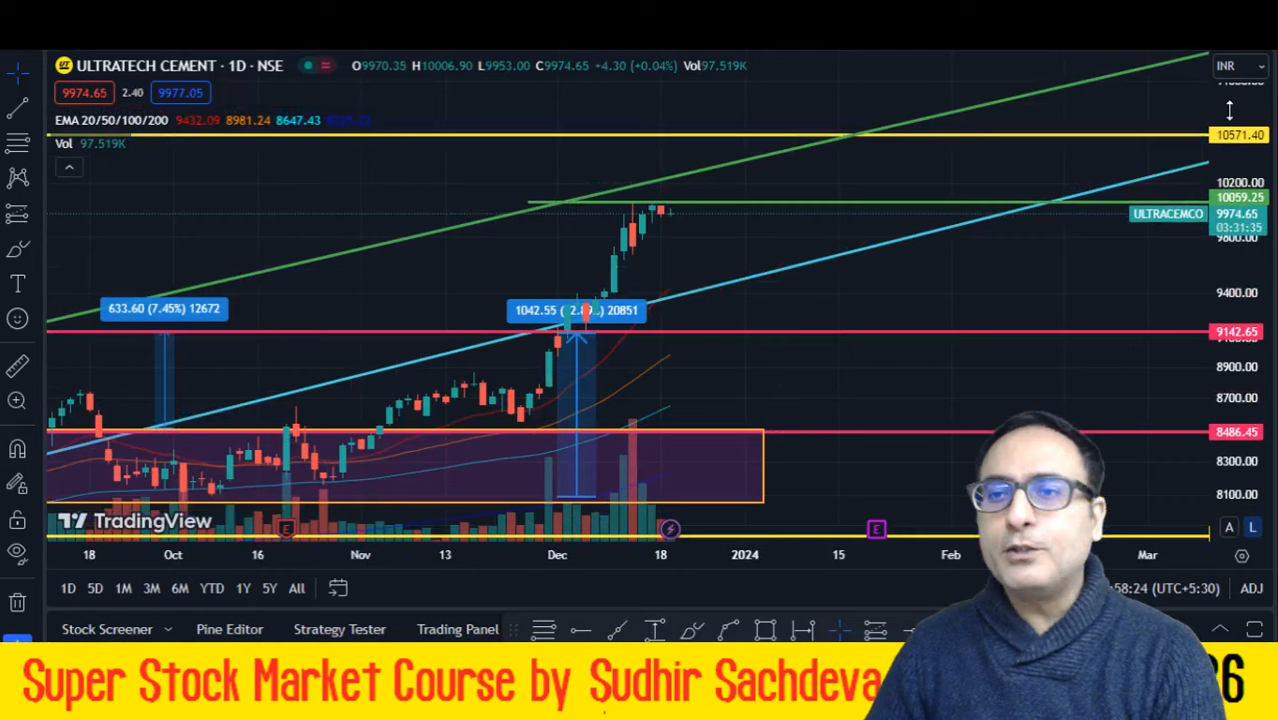 ULTRATECH CEMENT · 1D · NSE O9970.35 H10006.90 L9953.00 C9974.65 +4.30 (+0.04%) Vol97.519K
INR
9974.65 2.40 9977.05
EMA 20/50/100/200 9432.09 8981.24 8647.43
Vol 97.519K
10571.40
10200.00
10059.25
ULTRACEMCO 9974.65
03:31:35
9800.00
9400.00
633.60 (7.45%) 12672
20851
9142.65
8900.00
8700.00
8486.45
8300.00
8100.00
TradingView
E
E
A L
18 Oct 16 Nov 13 Dec 18 2024 15 Feb Mar
1D 5D 1M 3M 6M YTD 1Y 5Y All
:58:24 (UTC+5:30) ADJ
Stock Screener Pine Editor Strategy Tester Trading Panel
Super Stock Market Course by Sudhir Sachdeva